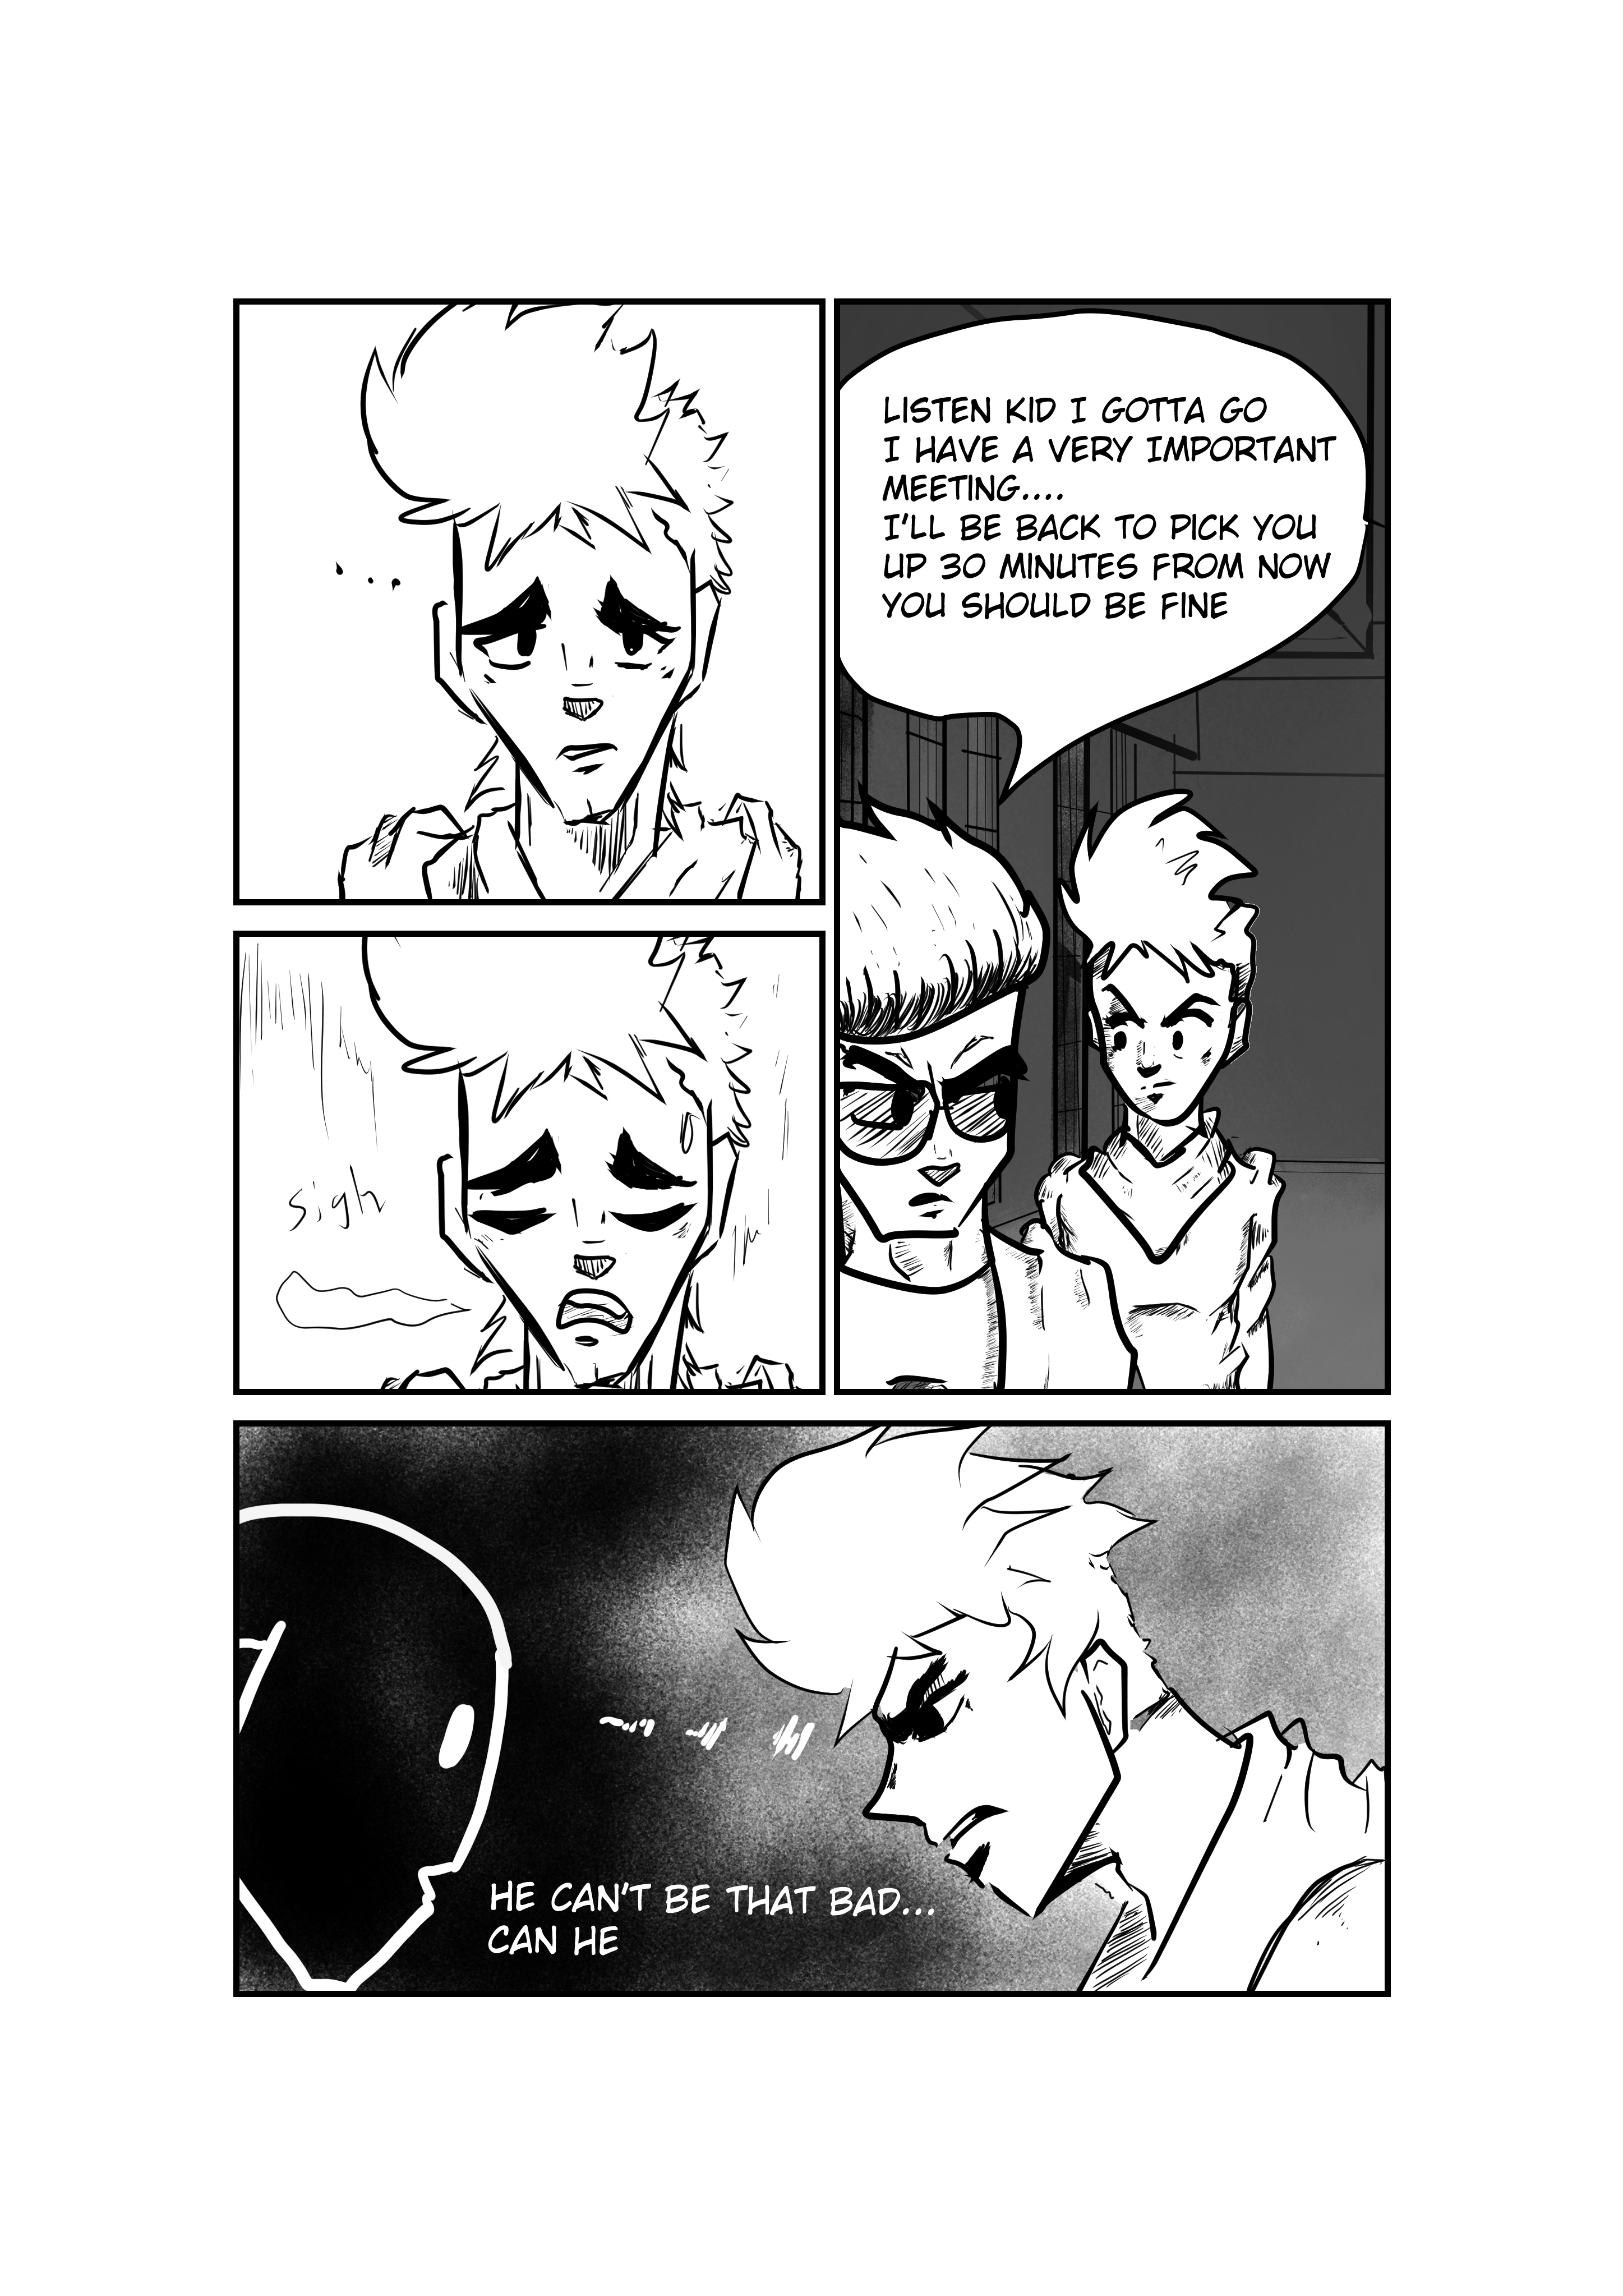 LISTEN KID I GOTTA GO
I HAVE A VERY IMPORTANT
MEETING....
I'LL BE BACK TO PICK YOU
UP 30 MINUTES FROM NOW
YOU SHOULD BE FINE
...
sigh
HE CAN'T BE THAT BAD...
CAN HE